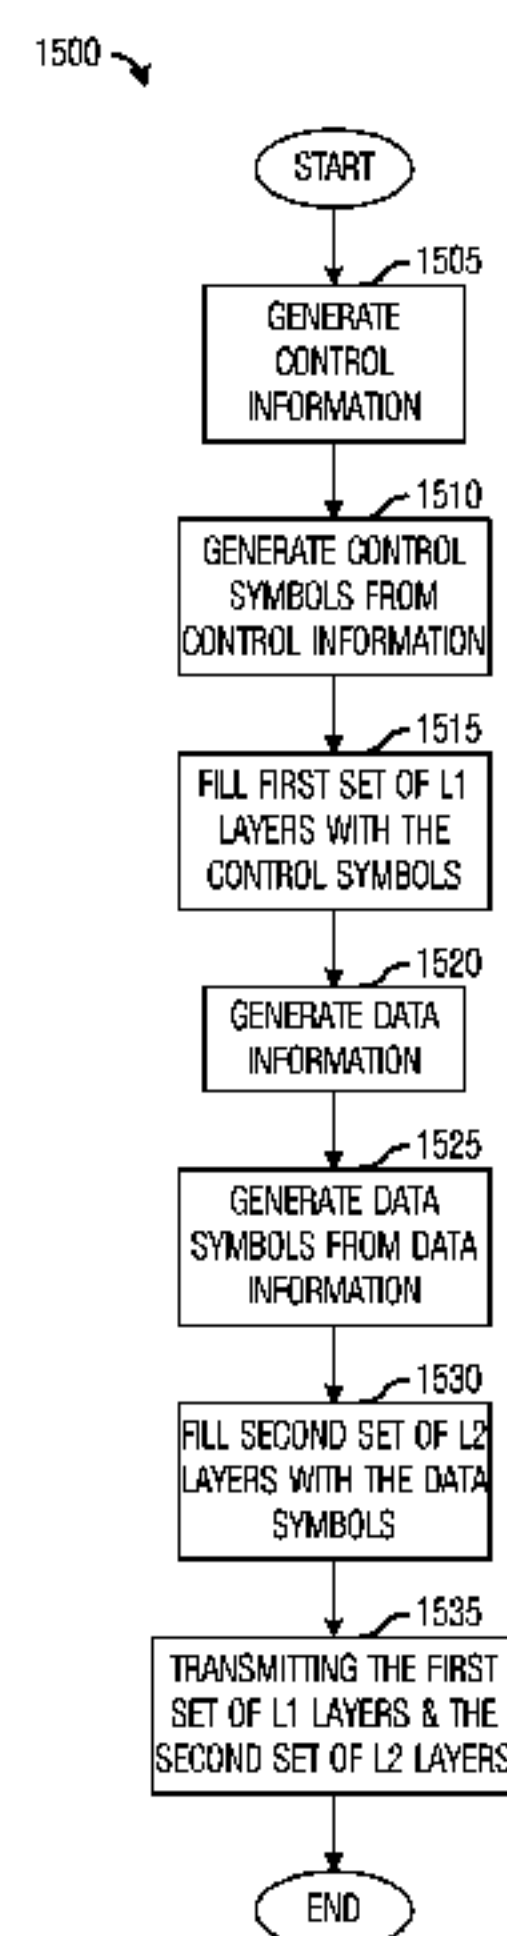 1500
START
1505
GENERATE
CONTROL
INFORMATION
1510
GENERATE CONTROL
SYMBOLS FROM
CONTROL INFORMATION
1515
FILL FIRST SET OF L1
LAYERS WITH THE
CONTROL SYMBOLS
1520
GENERATE DATA
INFORMATION
1525
GENERATE DATA
SYMBOLS FROM DATA
INFORMATION
1530
FILL SECOND SET OF L2
LAYERS WITH THE DATA
SYMBOLS
1535
TRANSMITTING THE FIRST
SET OF L1 LAYERS & THE
SECOND SET OF L2 LAYERS
END